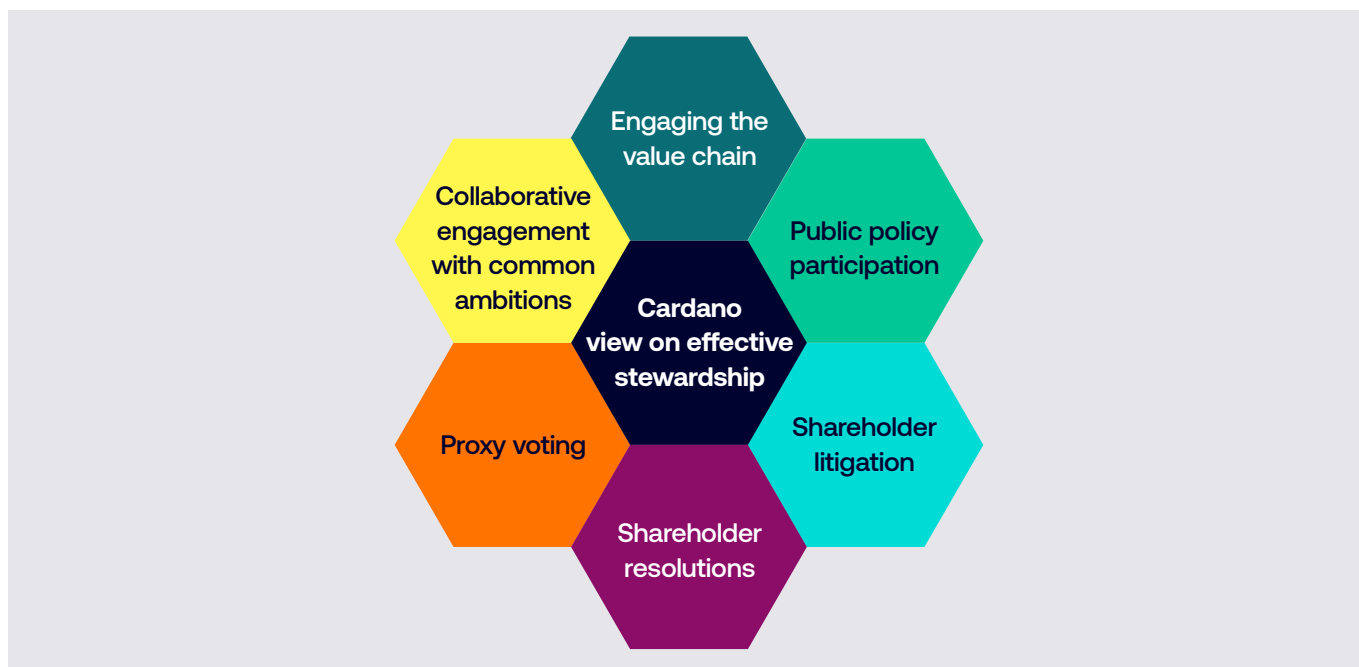 Engaging the
value chain
Collaborative
engagement
with common
ambitions
Public policy
participation
Cardano
view on effective
stewardship
Proxy voting
Shareholder
litigation
Shareholder
resolutions